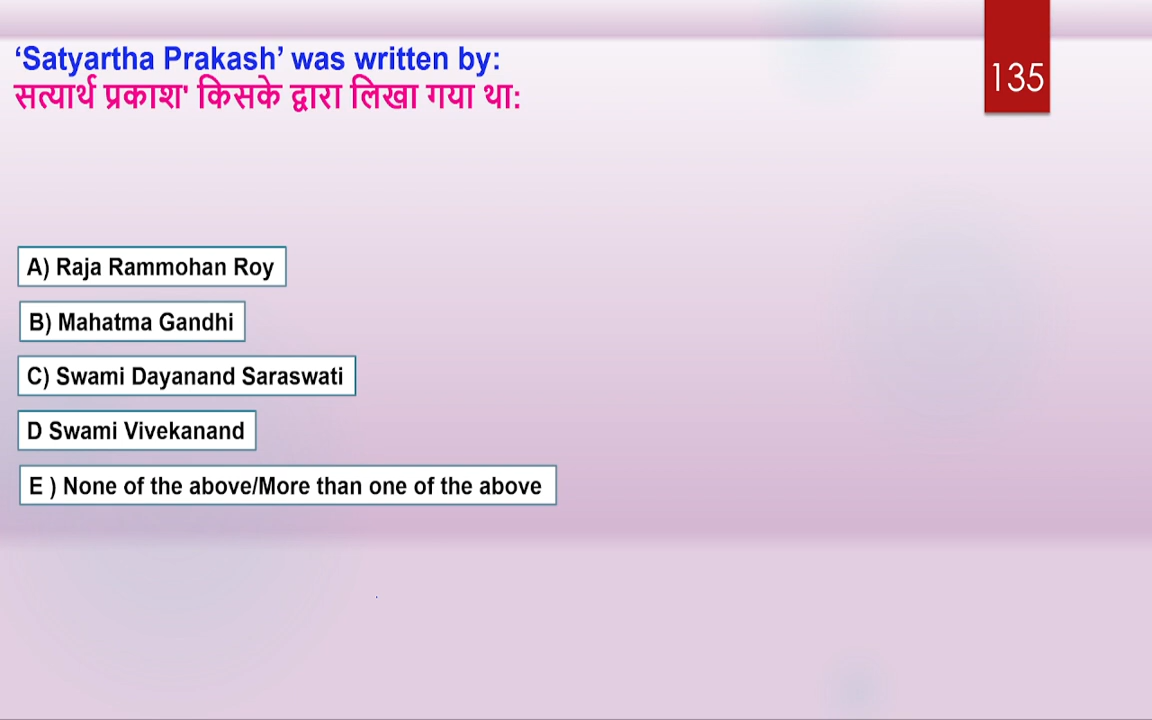 ‘Satyartha Prakash’ was written by:
सत्यार्थ प्रकाश' किसके द्वारा लिखा गया था:
135
A) Raja Rammohan Roy
B) Mahatma Gandhi
C) Swami Dayanand Saraswati
D Swami Vivekanand
E ) None of the above/More than one of the above